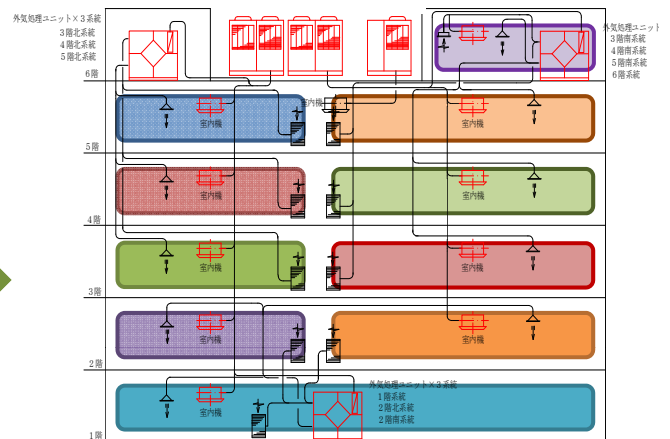 外気処理ユニット×3系統
3階北系統
4階北系統
5階北系統
外気処理ユニット
3階南系統
4階南系統
5階南系統
6階系統
6階
室内機
室内機
室内機
5階
室内機
室内機
4階
室内機
室内機
3階
室内機
室内機
2階
外気処理ユニット×2系統
1階系統
2階北系統
2階南系統
室内機
1階